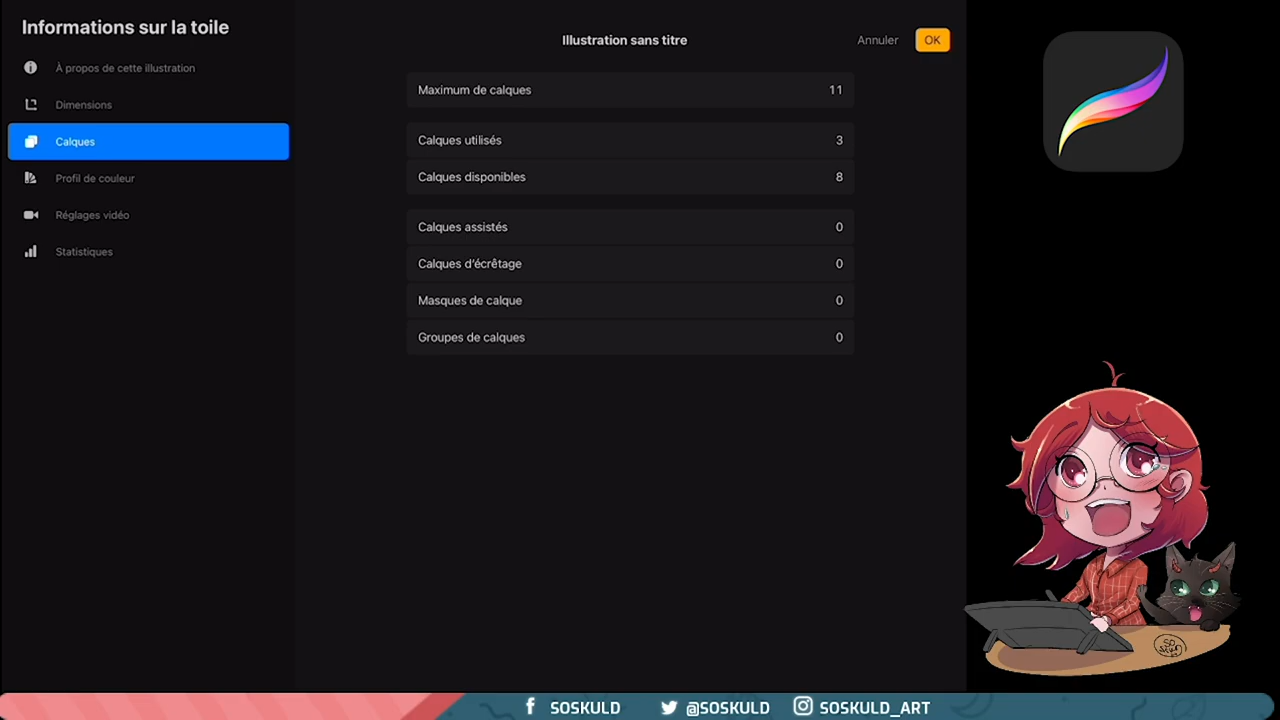 Informations sur la toile
À propos de cette illustration
Dimensions
Calques
Profil de couleur
Réglages vidéo
Statistiques
Illustration sans titre
Annuler
OK
Maximum de calques 11
Calques utilisés 3
Calques disponibles 8
Calques assistés 0
Calques d’écrêtage 0
Masques de calque 0
Groupes de calques 0
SOSKULD @SOSKULD SOSKULD_ART